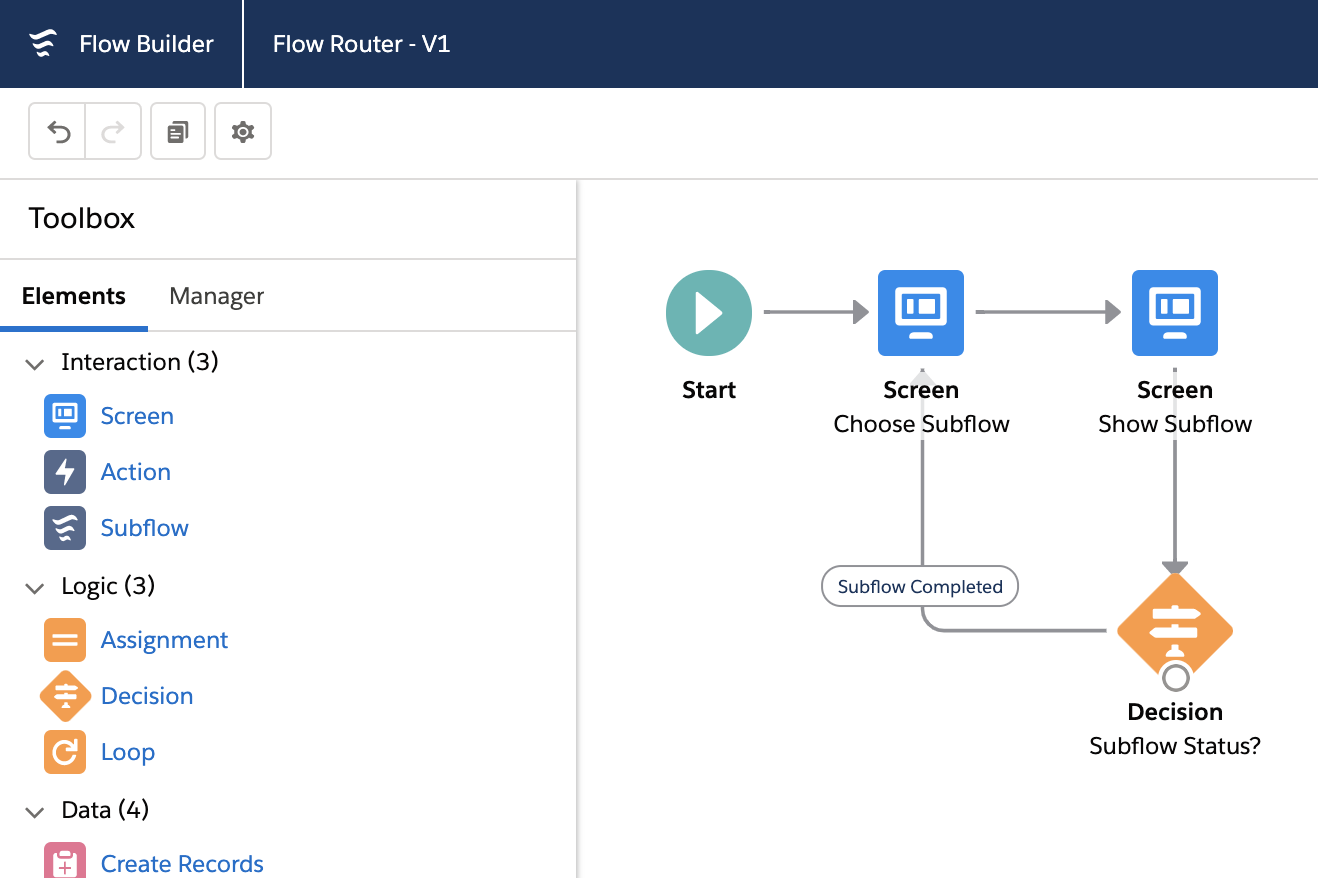 Flow Builder
Flow Router - V1
Toolbox
Elements
Manager
Interaction (3)
Screen
Action
Subflow
Logic (3)
Assignment
Decision
Loop
Data (4)
Create Records
Start
Screen
Choose Subflow
Screen
Show Subflow
Subflow Completed
Decision
Subflow Status?